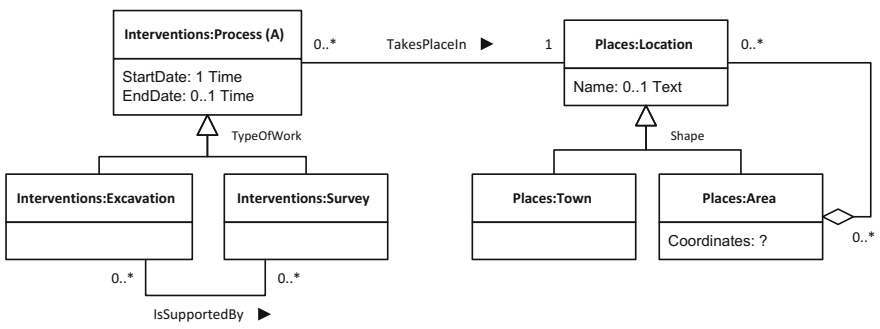 Interventions:Process (A)
StartDate: 1 Time
EndDate: 0..1 Time
0..*
TakesPlaceIn ►
1
Places:Location
Name: 0..1 Text
0..*
TypeOfWork
Shape
Interventions:Excavation
Interventions:Survey
Places:Town
Places:Area
Coordinates: ?
0..*
0..*
0..*
IsSupportedBy ►